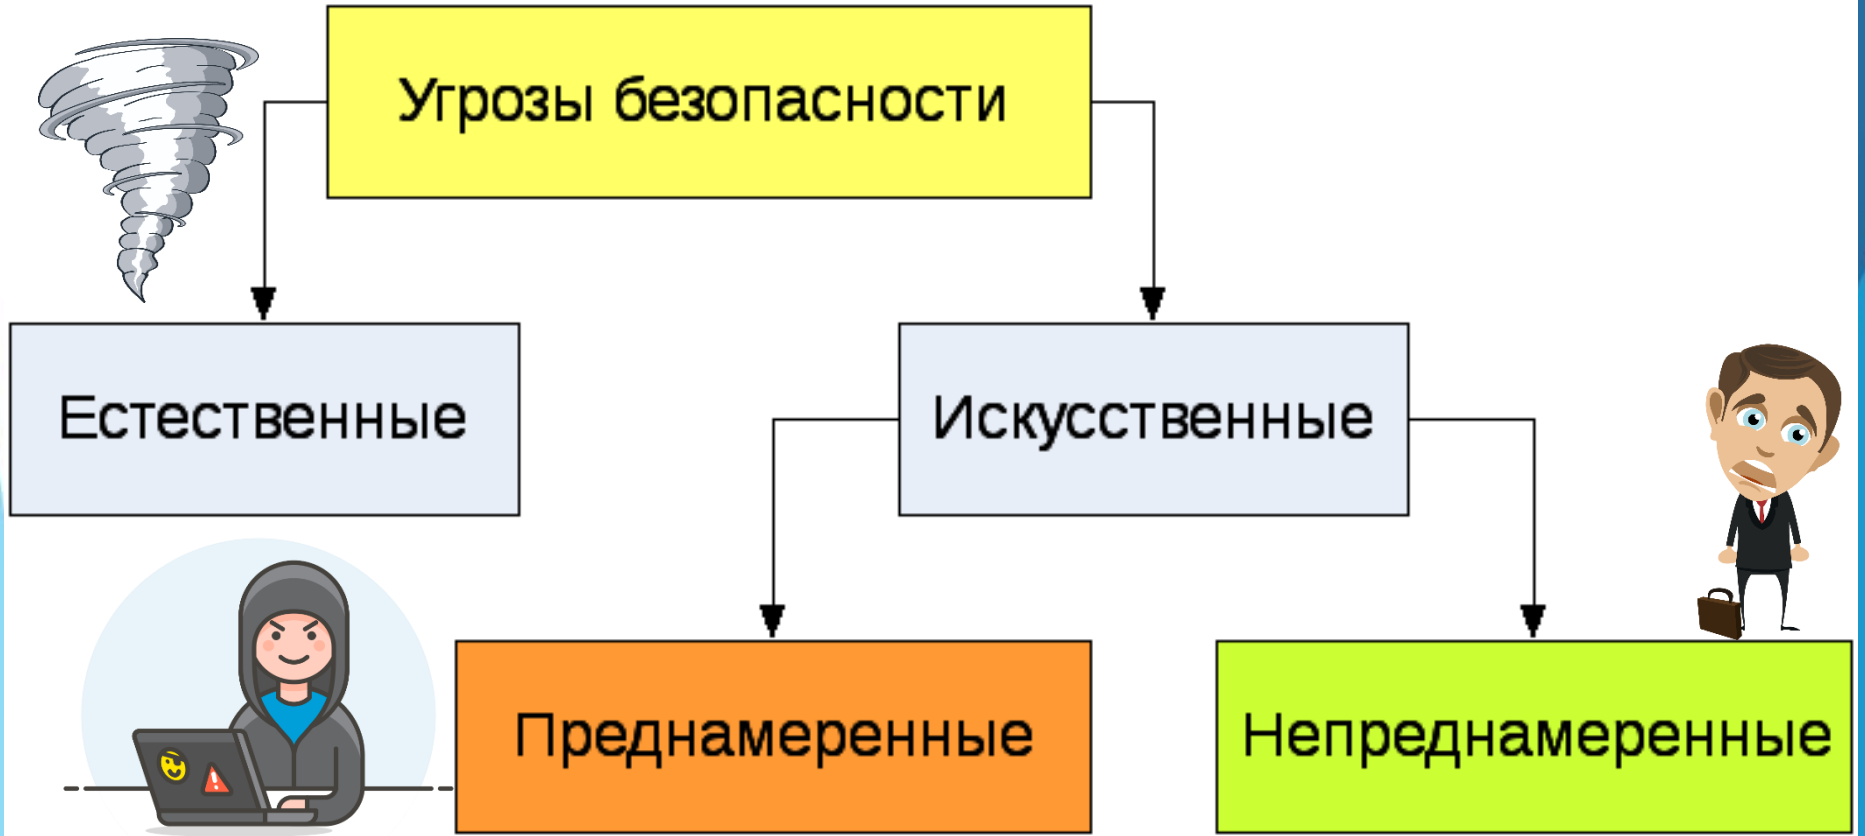 Угрозы безопасности
Естественные
Искусственные
Преднамеренные
Непреднамеренные